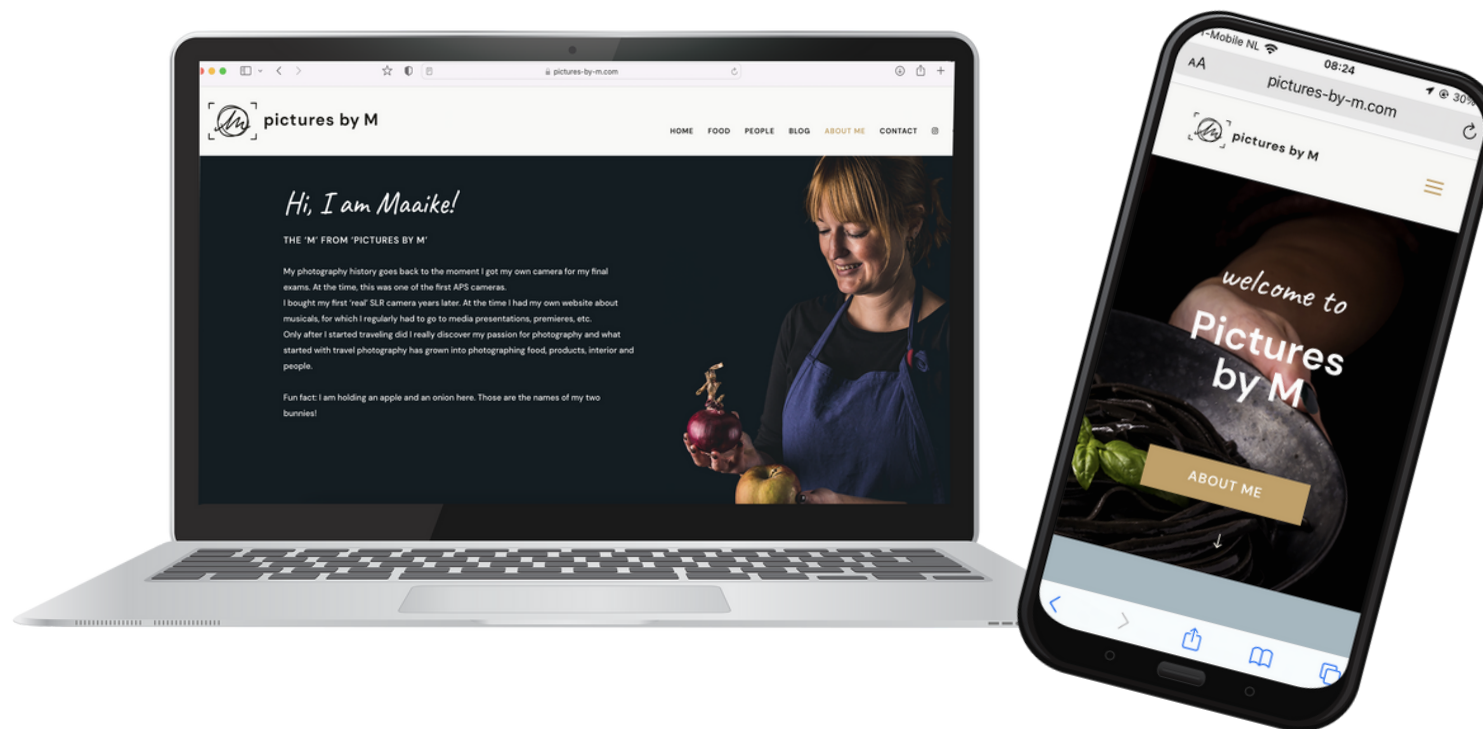 pictures-by-m.com
pictures by M
HOME FOOD PEOPLE BLOG ABOUT ME CONTACT
Hi, I am Maaike!
THE ‘M’ FROM ‘PICTURES BY M’
My photography history goes back to the moment I got my own camera for my final
exams. At the time, this was one of the first APS cameras.
I bought my first ‘real’ SLR camera years later. At the time I had my own website about
musicals, for which I regularly had to go to media presentations, premieres, etc.
Only after I started traveling did I really discover my passion for photography and what
started with travel photography has grown into photographing food, products, interior and
people.
Fun fact: I am holding an apple and an onion here. Those are the names of my two
bunnies!
T-Mobile NL 08:24 30%
AA pictures-by-m.com
pictures by M
welcome to
Pictures
by M
ABOUT ME